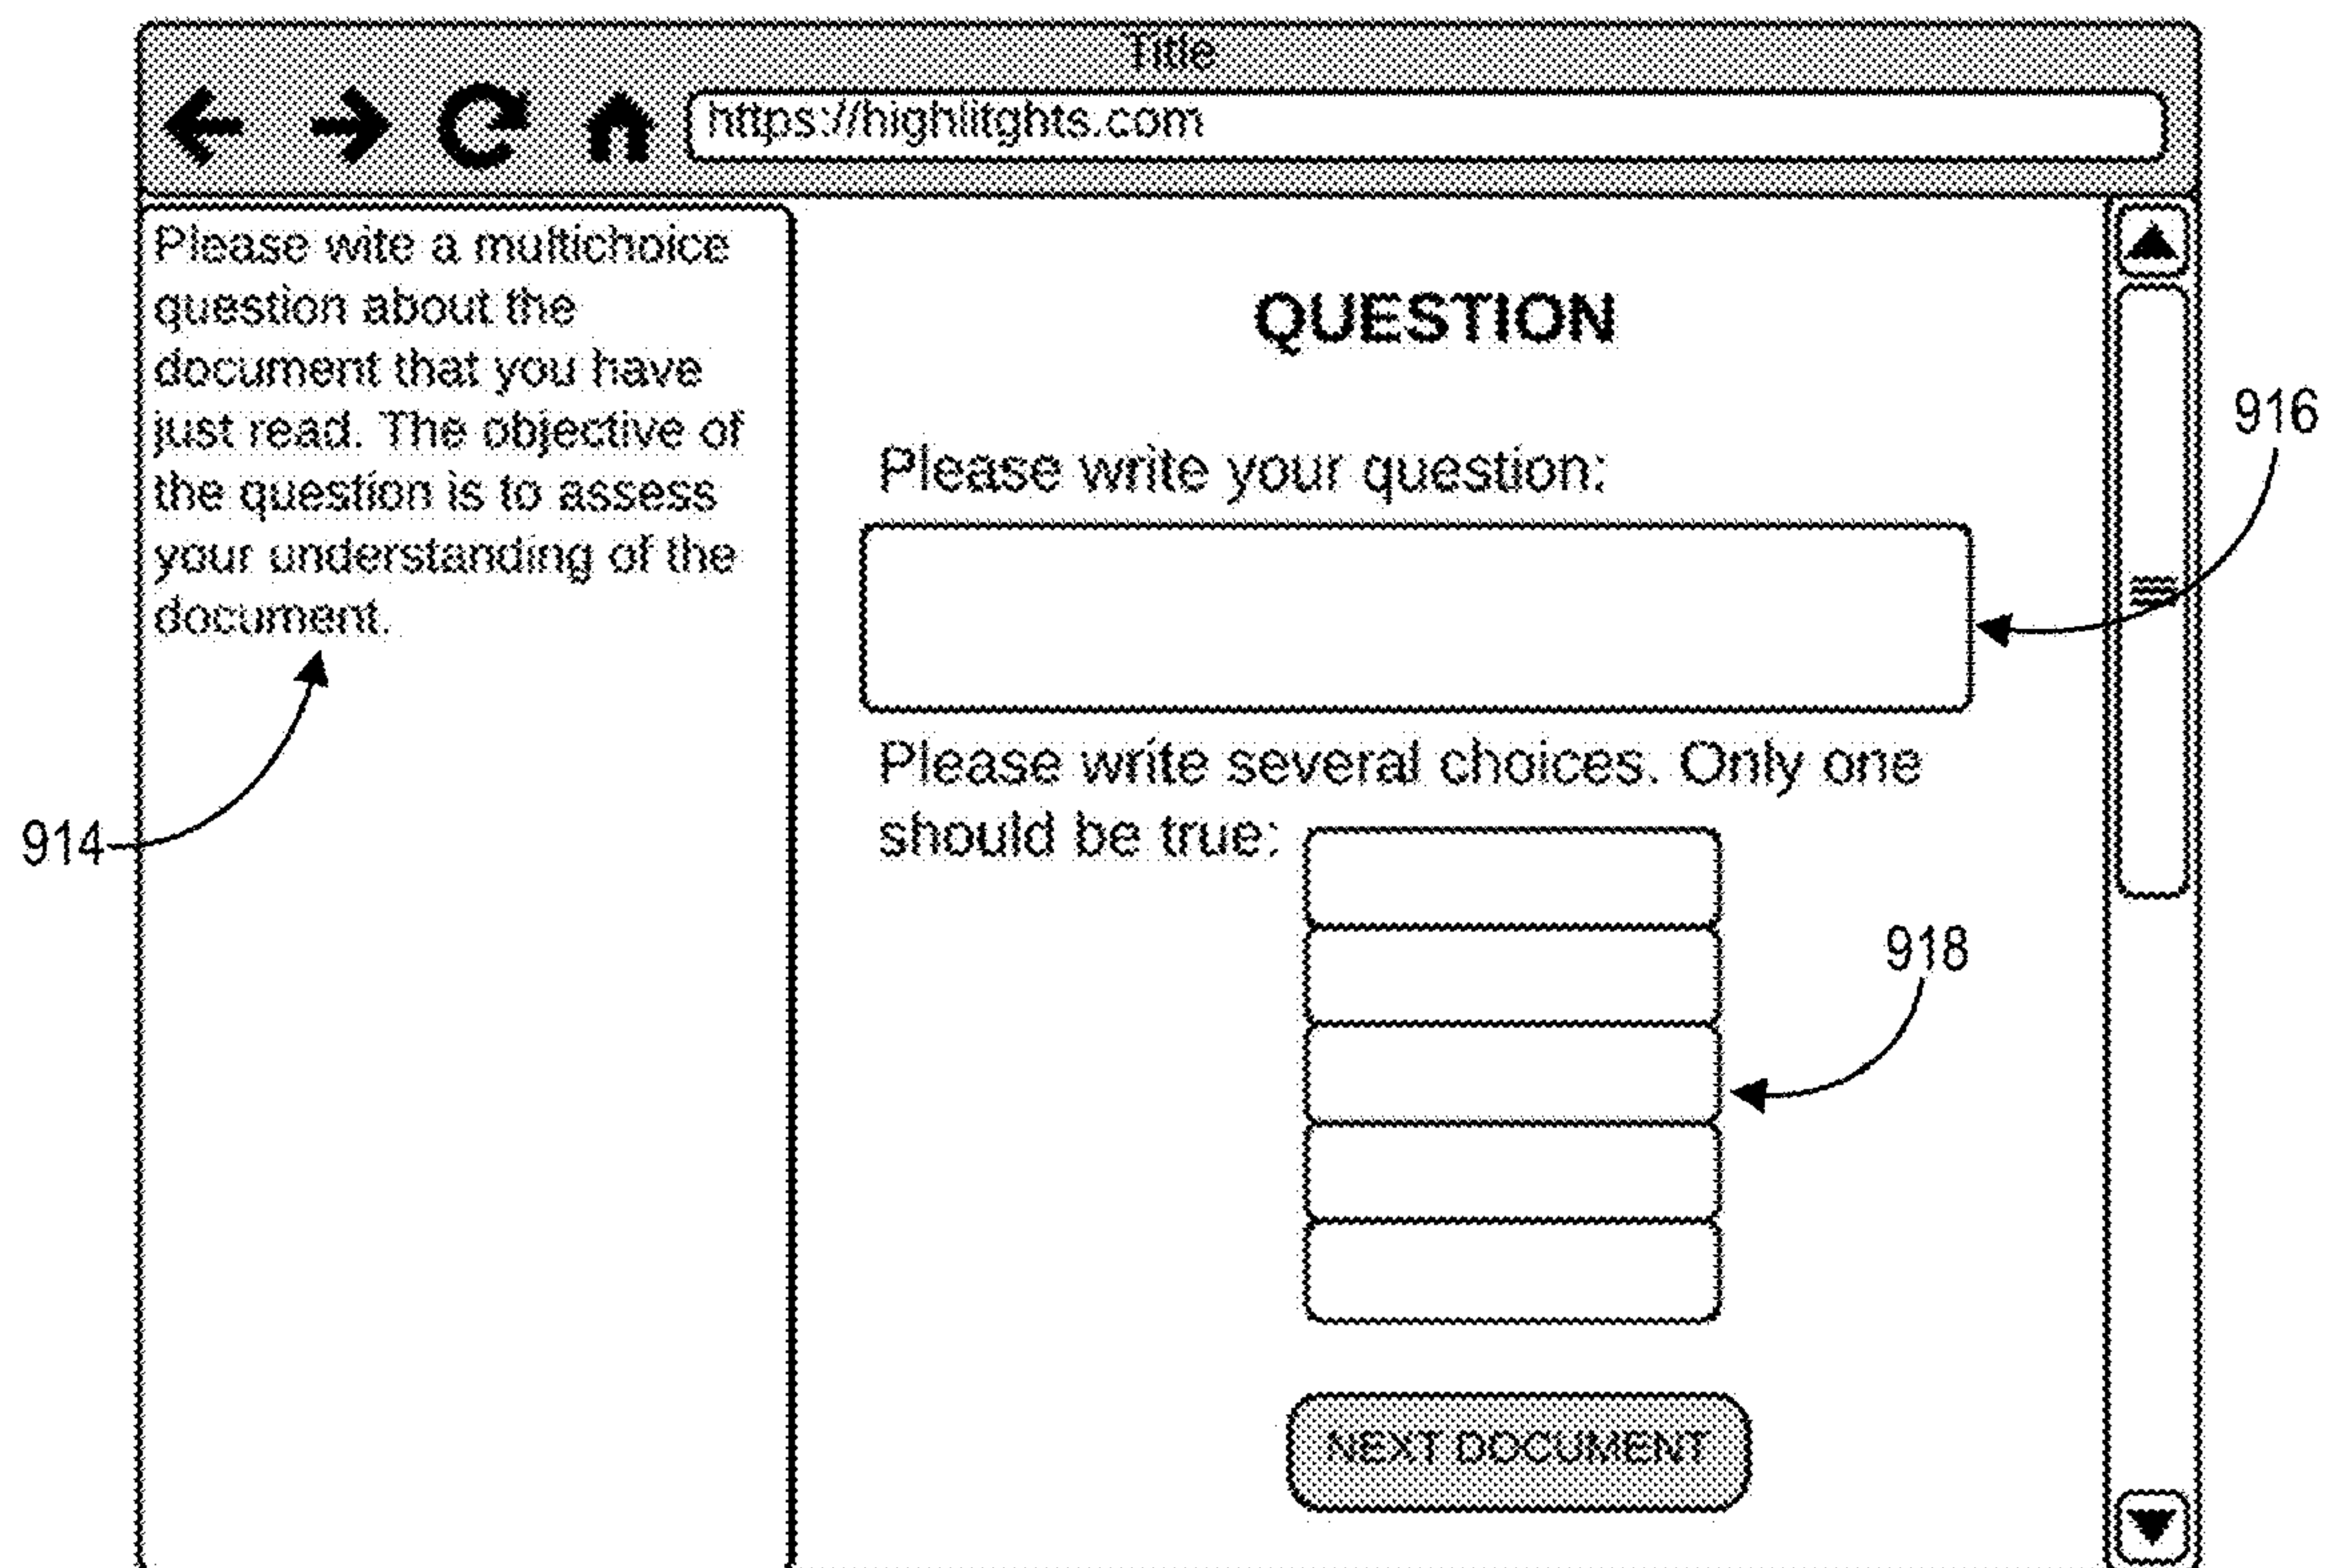 Title
https://highlitghts.com
Please wite a multichoice
question about the
document that you have
just read. The objective of
the question is to assess
your understanding of the
document.
914
QUESTION
Please write your question:
916
Please write several choices. Only one
should be true:
918
NEXT DOCUMENT